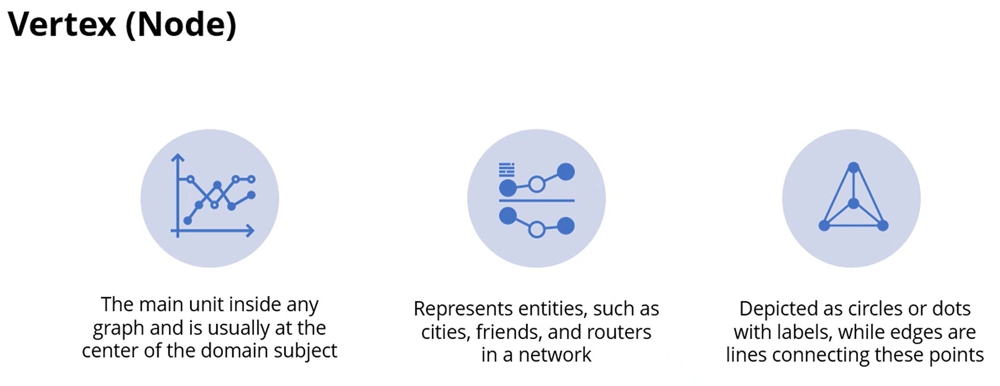 Vertex (Node)
The main unit inside any
graph and is usually at the
center of the domain subject
Represents entities, such as
cities, friends, and routers
in a network
Depicted as circles or dots
with labels, while edges are
lines connecting these points